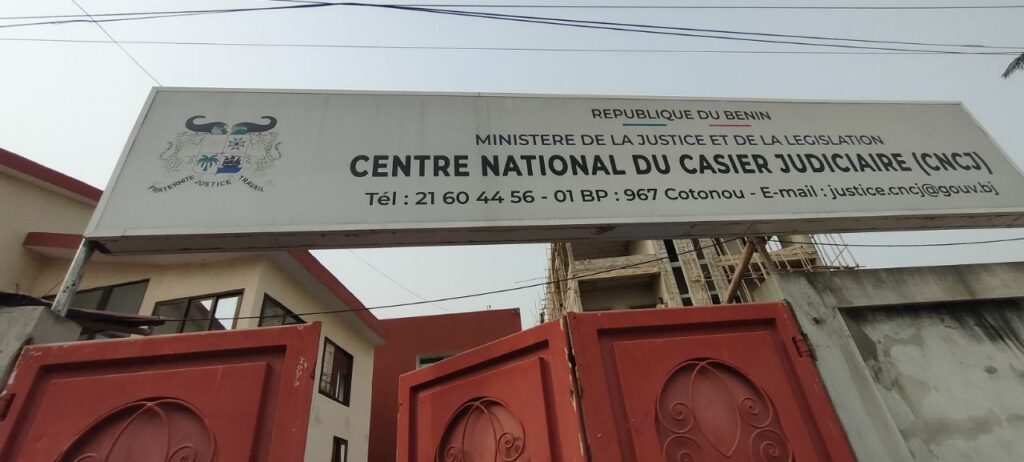 REPUBLIQUE DU BENIN
MINISTERE DE LA JUSTICE ET DE LA LEGISLATION
CENTRE NATIONAL DU CASIER JUDICIAIRE (CNCJ)
Tél : 21 60 44 56 - 01 BP : 967 Cotonou - E-mail : justice.cncj@gouv.bj
FRATERNITE JUSTICE TRAVAIL